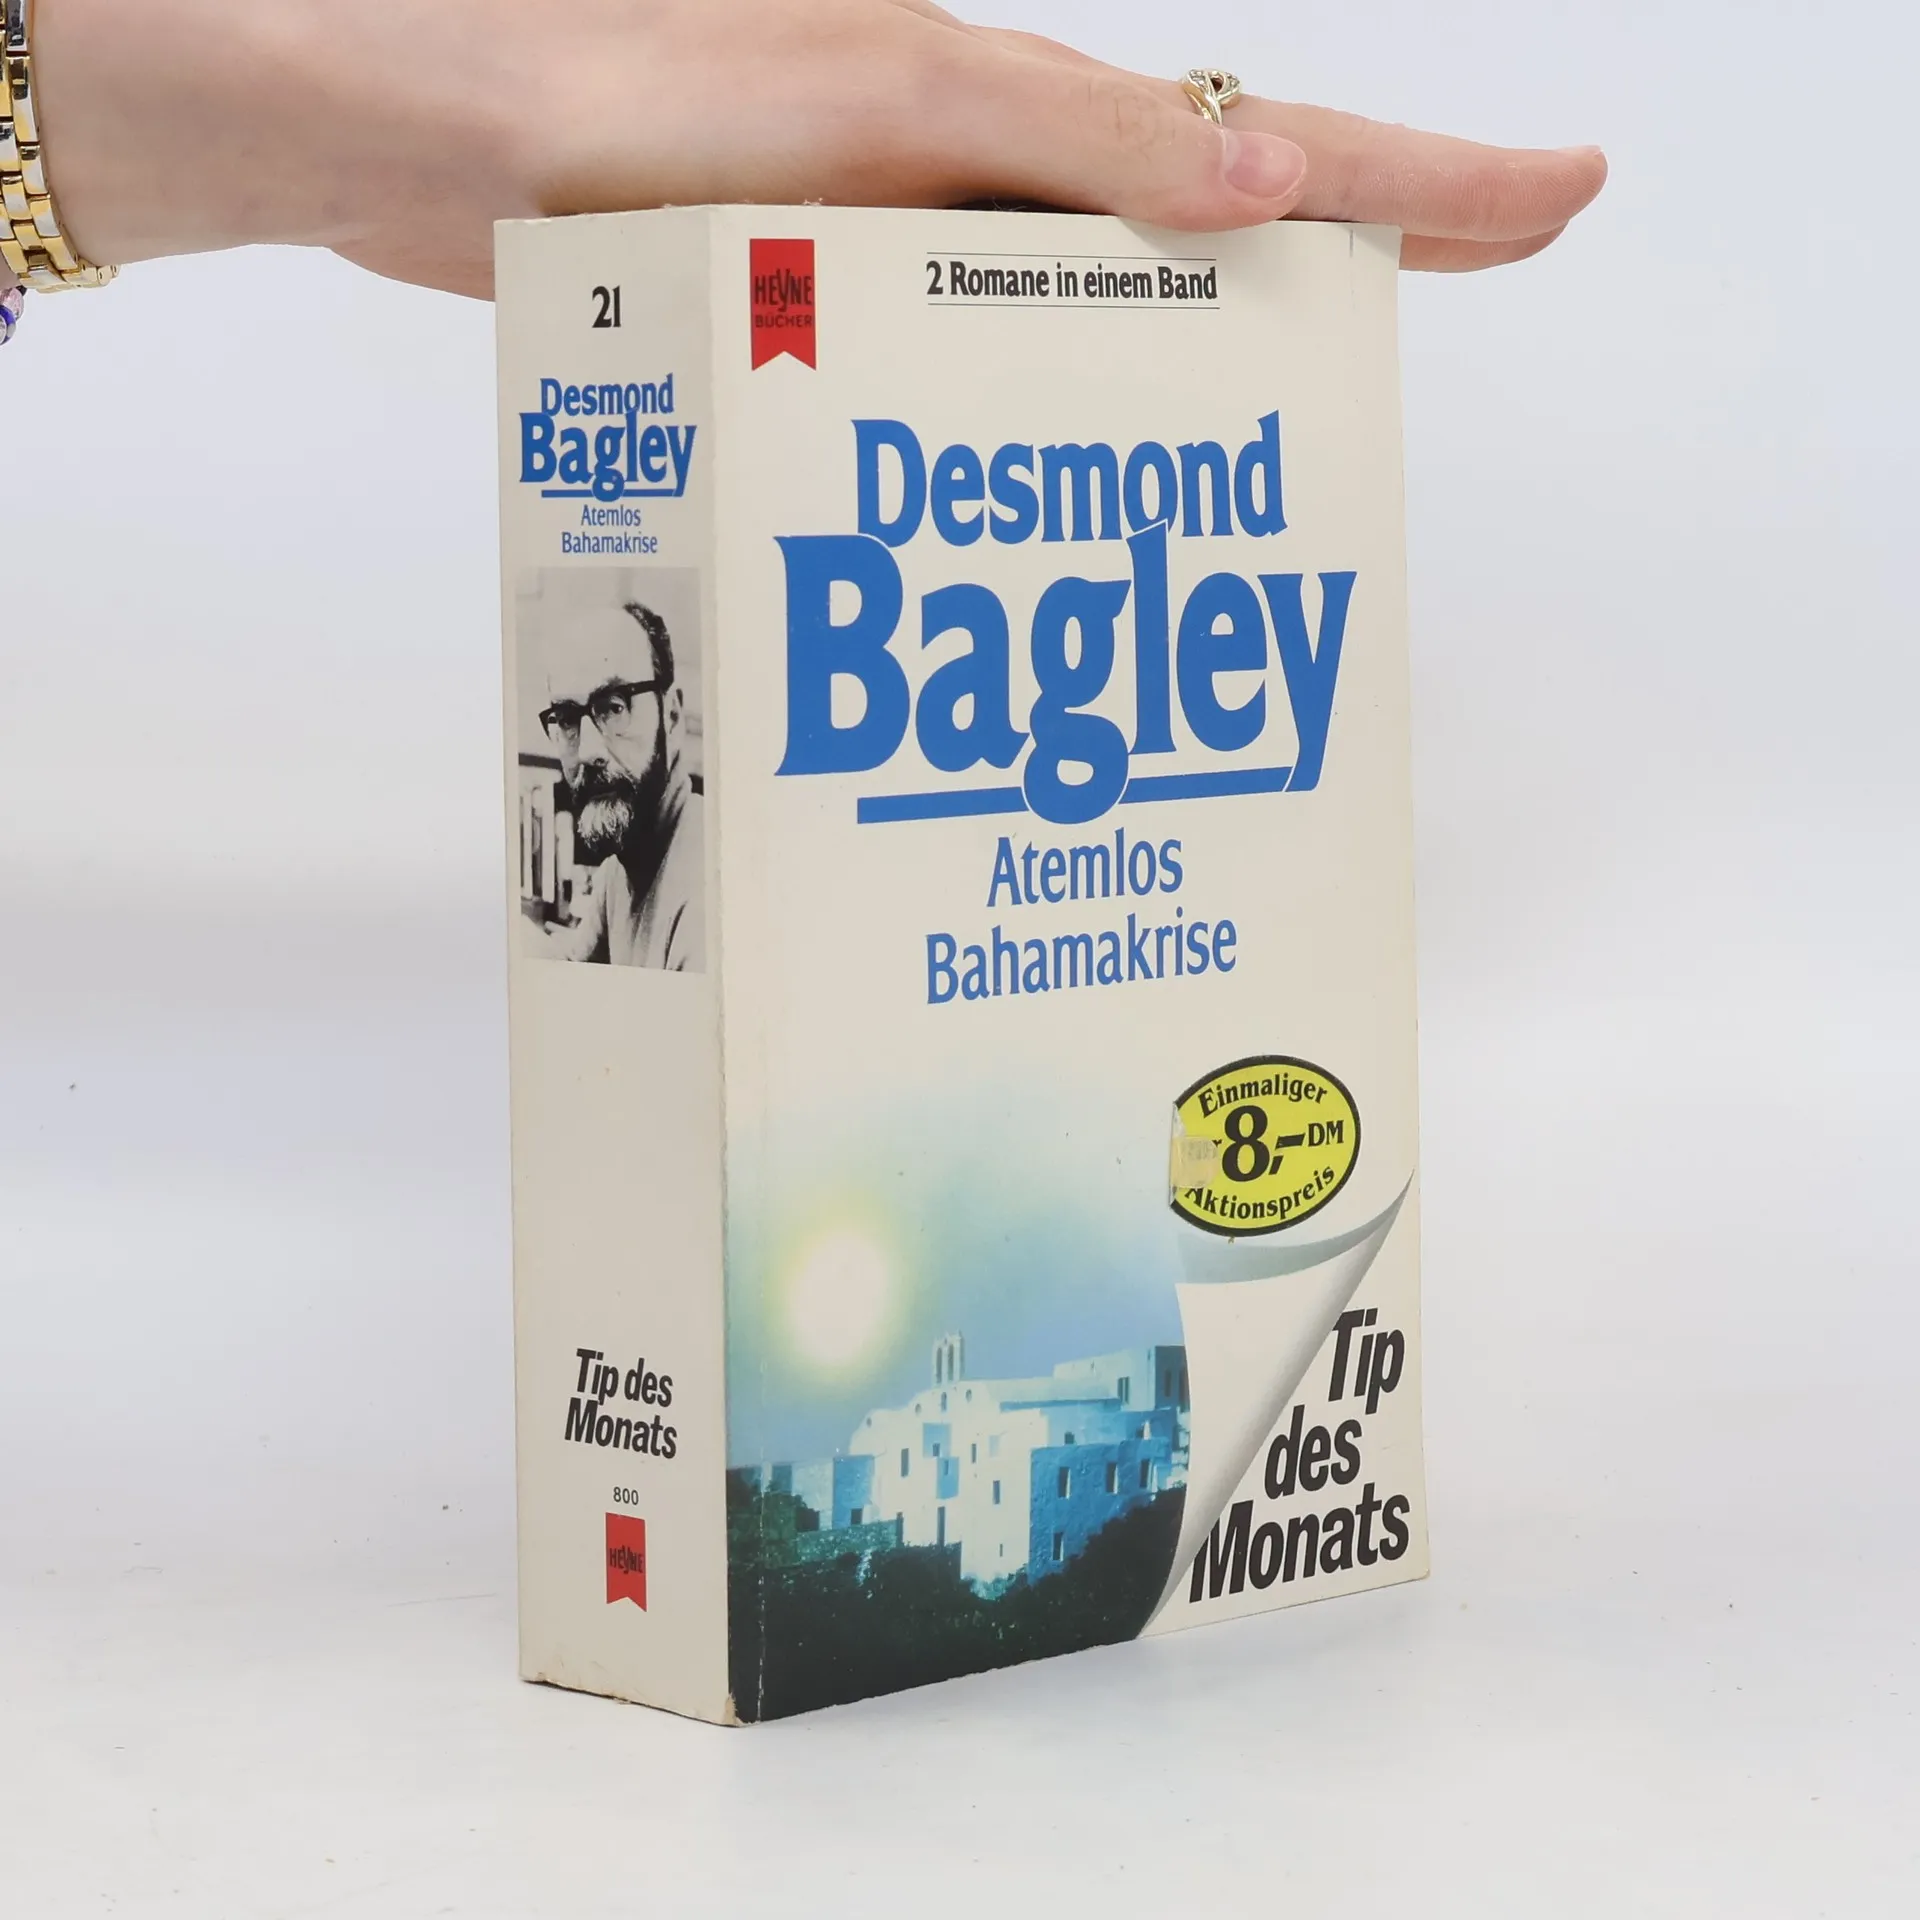 21
Desmond
Bagley
Atemlos
Bahamakrise
Tip des
Monats
800
HEYNE
HEYNE
BÜCHER
2 Romane in einem Band
Desmond
Bagley
Atemlos
Bahamakrise
Einmaliger
8,- DM
Aktionspreis
Tip
des
Monats